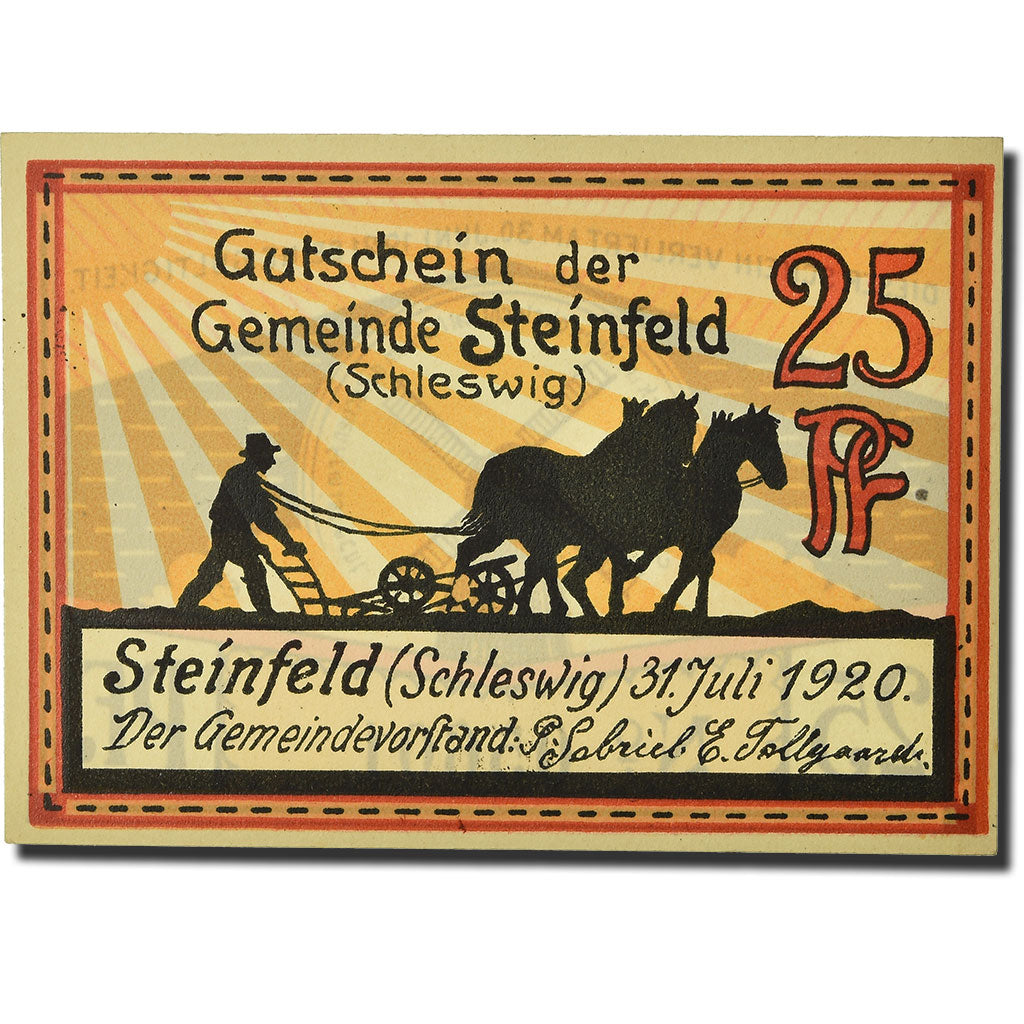 Gutschein der
Gemeinde Steinfeld
(Schleswig)
25
Pf
Steinfeld (Schleswig) 31. Juli 1920.
Der Gemeindevorstand: E.